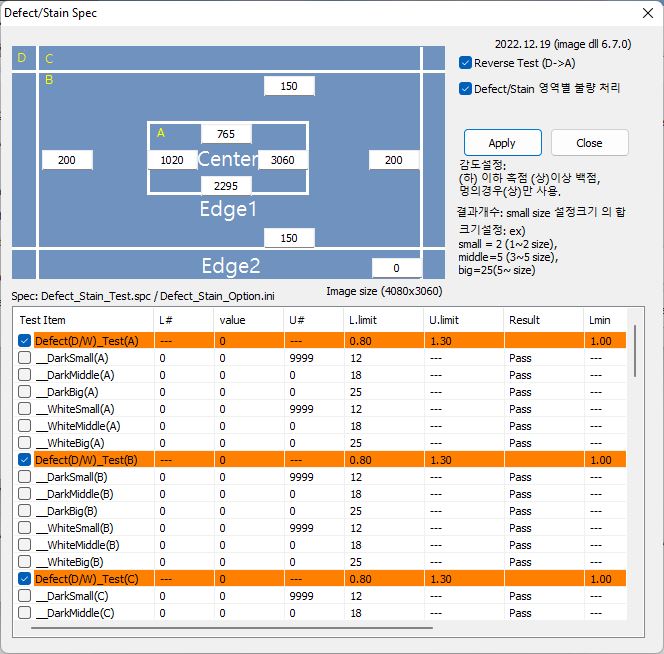 Defect/Stain Spec
2022.12.19 (image dll 6.7.0)
D C
B
150
Reverse Test (D->A)
Defect/Stain 영역별 불량 처리
A 765
200 1020 Center 3060 200
2295
Edge1
150
Edge2
0
Apply Close
감도설정:
(하) 이하 흑점 (상)이상 백점,
명의경우(상)만 사용.
결과개수: small size 설정크기 의 합
크기설정: ex)
small = 2 (1~2 size),
middle=5 (3~5 size),
big=25(5~ size)
Spec: Defect_Stain_Test.spc / Defect_Stain_Option.ini
Image size (4080x3060)
Test Item L# value U# L.limit U.limit Result Lmin
Defect(D/W)_Test(A) --- 0 --- 0.80 1.30 1.00
__DarkSmall(A) 0 0 9999 12 --- Pass ---
__DarkMiddle(A) 0 0 0 18 --- Pass ---
__DarkBig(A) 0 0 0 25 --- Pass ---
__WhiteSmall(A) 0 0 9999 12 --- Pass ---
__WhiteMiddle(A) 0 0 0 18 --- Pass ---
__WhiteBig(A) 0 0 0 25 --- Pass ---
Defect(D/W)_Test(B) --- 0 --- 0.80 1.30 1.00
__DarkSmall(B) 0 0 9999 12 --- Pass ---
__DarkMiddle(B) 0 0 0 18 --- Pass ---
__DarkBig(B) 0 0 0 25 --- Pass ---
__WhiteSmall(B) 0 0 9999 12 --- Pass ---
__WhiteMiddle(B) 0 0 0 18 --- Pass ---
__WhiteBig(B) 0 0 0 25 --- Pass ---
Defect(D/W)_Test(C) --- 0 --- 0.80 1.30 1.00
__DarkSmall(C) 0 0 9999 12 --- Pass ---
__DarkMiddle(C) 0 0 0 18 --- Pass ---